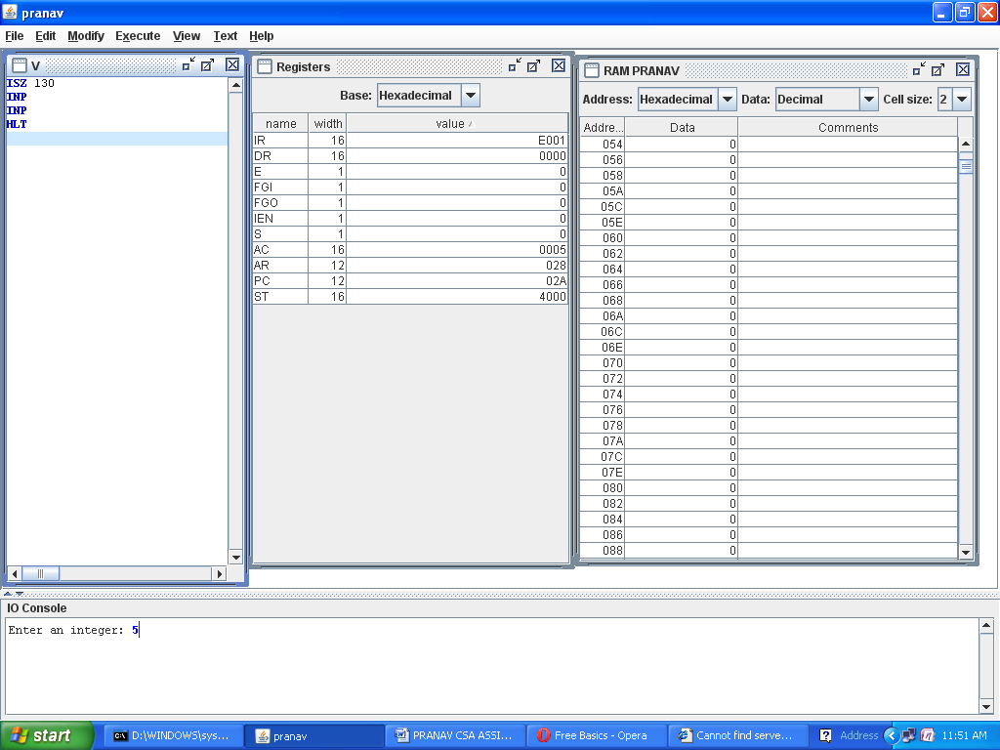 pranav
File Edit Modify Execute View Text Help
V
ISZ 130
INP
INP
HLT
Registers
Base: Hexadecimal
name width value
IR 16 E001
DR 16 0000
E 1 0
FGI 1 0
FGO 1 0
IEN 1 0
S 1 0
AC 16 0005
AR 12 028
PC 12 02A
ST 16 4000
RAM PRANAV
Address: Hexadecimal Data: Decimal Cell size: 2
Addre... Data Comments
054 0
056 0
058 0
05A 0
05C 0
05E 0
060 0
062 0
064 0
066 0
068 0
06A 0
06C 0
06E 0
070 0
072 0
074 0
076 0
078 0
07A 0
07C 0
07E 0
080 0
082 0
084 0
086 0
088 0
IO Console
Enter an integer: 5
start D:\WINDOWS\sys... pranav PRANAV CSA ASSI... Free Basics - Opera Cannot find serve... Address 11:51 AM